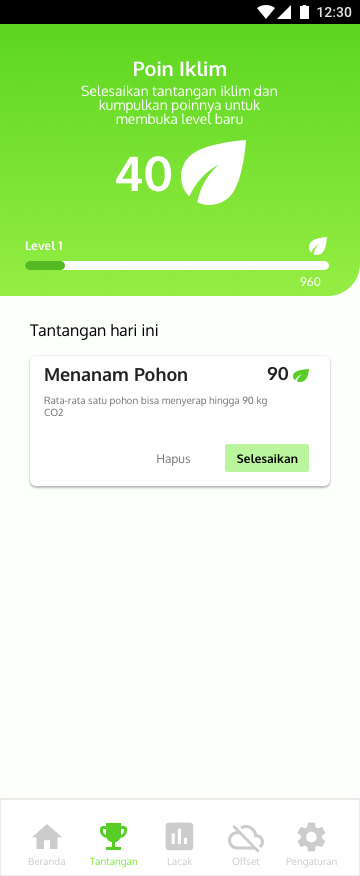 12:30
Poin Iklim
Selesaikan tantangan iklim dan
kumpulkan poinnya untuk
membuka level baru
40
Level 1
960
Tantangan hari ini
Menanam Pohon
90
Rata-rata satu pohon bisa menyerap hingga 90 kg
CO2
Hapus
Selesaikan
Beranda
Tantangan
Lacak
Offset
Pengaturan